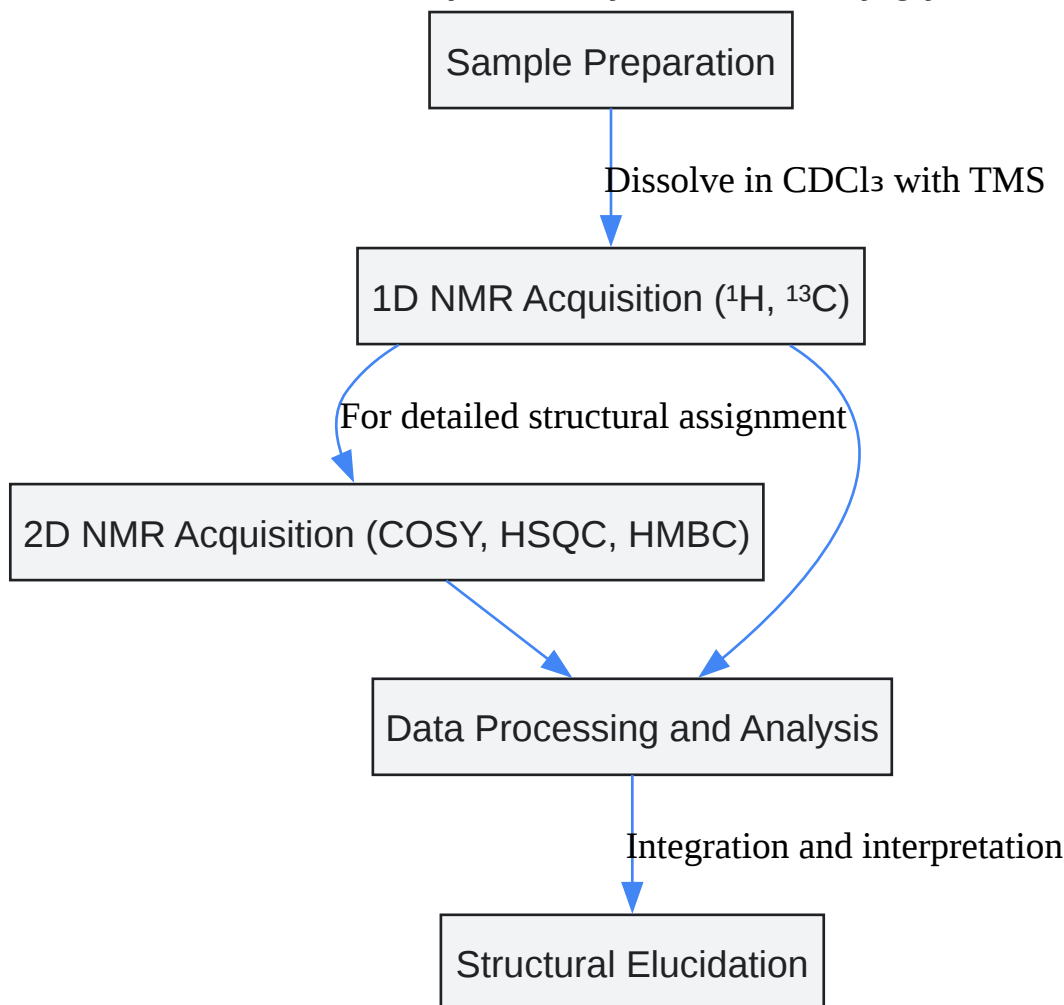 Sample Preparation
Dissolve in CDCl₃ with TMS
1D NMR Acquisition (¹H, ¹³C)
For detailed structural assignment
2D NMR Acquisition (COSY, HSQC, HMBC)
Data Processing and Analysis
Integration and interpretation
Structural Elucidation